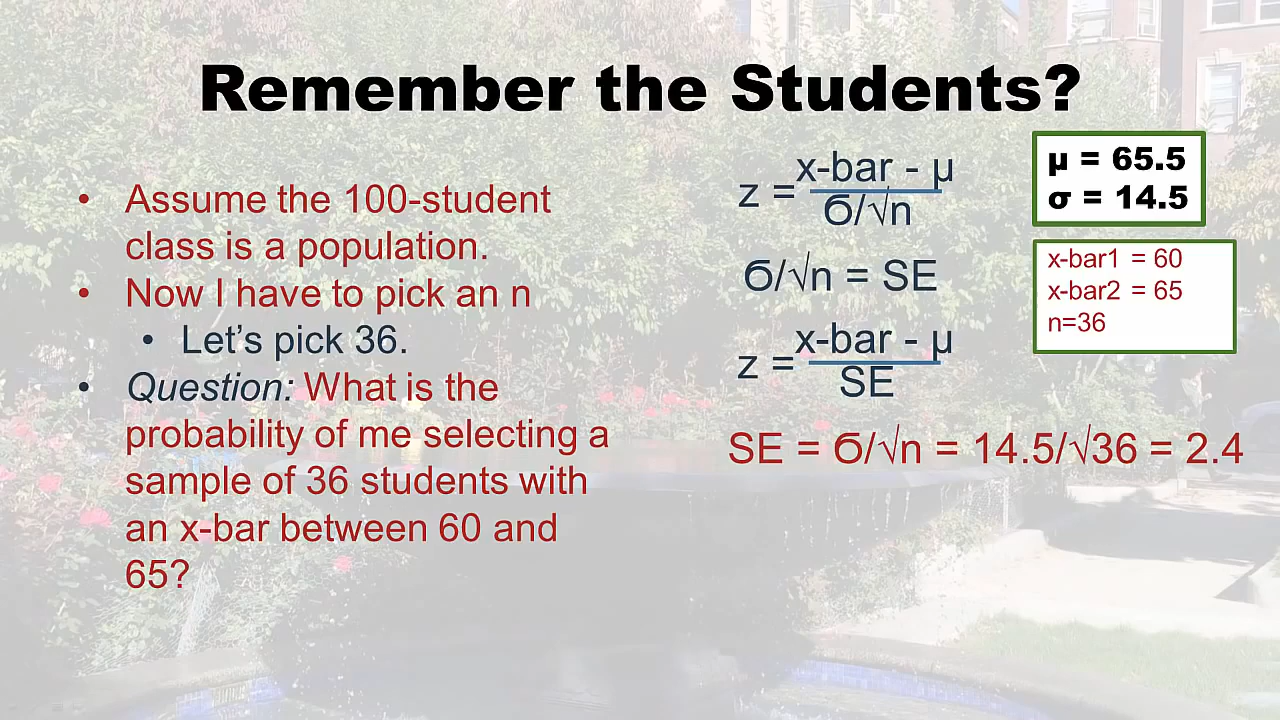 Remember the Students?
• Assume the 100-student
class is a population.
• Now I have to pick an n
• Let’s pick 36.
• Question: What is the
probability of me selecting a
sample of 36 students with
an x-bar between 60 and
65?
x-bar - µ
z =
Ϭ/√n
Ϭ/√n = SE
x-bar - µ
z =
SE
SE = Ϭ/√n = 14.5/√36 = 2.4
µ = 65.5
σ = 14.5
x-bar1 = 60
x-bar2 = 65
n=36